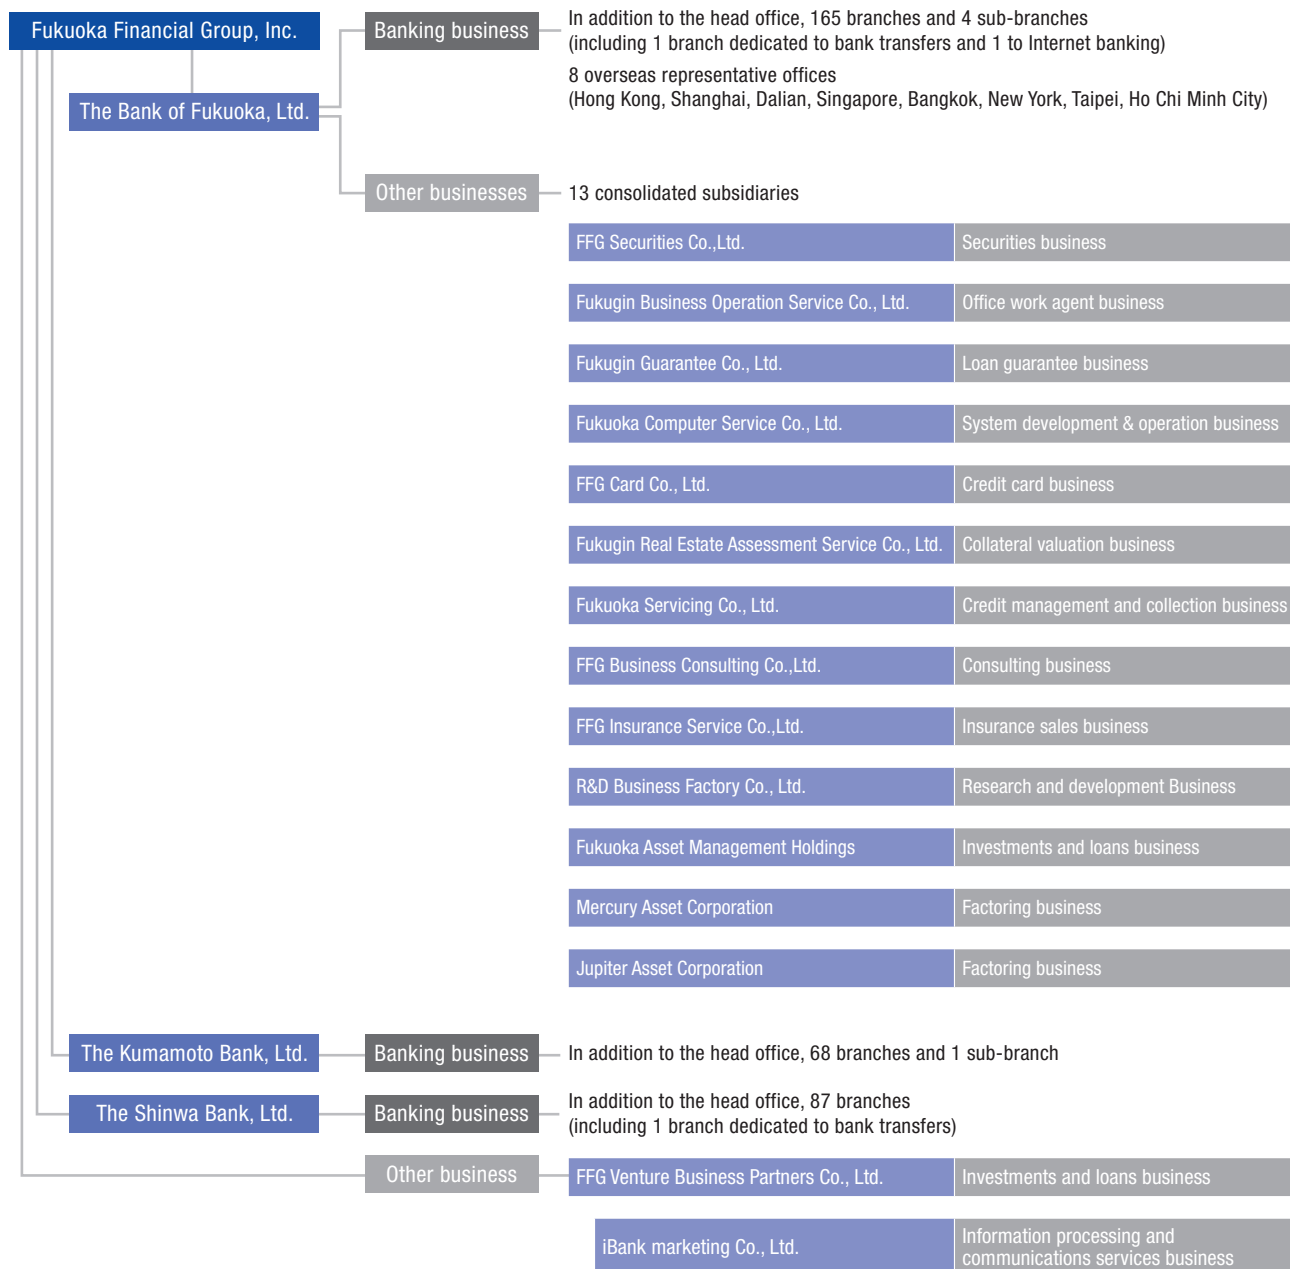 Fukuoka Financial Group, Inc.
Banking business
In addition to the head office, 165 branches and 4 sub-branches
(including 1 branch dedicated to bank transfers and 1 to Internet banking)
8 overseas representative offices
(Hong Kong, Shanghai, Dalian, Singapore, Bangkok, New York, Taipei, Ho Chi Minh City)
The Bank of Fukuoka, Ltd.
Other businesses
13 consolidated subsidiaries
FFG Securities Co.,Ltd.
Securities business
Fukugin Business Operation Service Co., Ltd.
Office work agent business
Fukugin Guarantee Co., Ltd.
Loan guarantee business
Fukuoka Computer Service Co., Ltd.
System development & operation business
FFG Card Co., Ltd.
Credit card business
Fukugin Real Estate Assessment Service Co., Ltd.
Collateral valuation business
Fukuoka Servicing Co., Ltd.
Credit management and collection business
FFG Business Consulting Co.,Ltd.
Consulting business
FFG Insurance Service Co.,Ltd.
Insurance sales business
R&D Business Factory Co., Ltd.
Research and development Business
Fukuoka Asset Management Holdings
Investments and loans business
Mercury Asset Corporation
Factoring business
Jupiter Asset Corporation
Factoring business
The Kumamoto Bank, Ltd.
Banking business
In addition to the head office, 68 branches and 1 sub-branch
The Shinwa Bank, Ltd.
Banking business
In addition to the head office, 87 branches
(including 1 branch dedicated to bank transfers)
Other business
FFG Venture Business Partners Co., Ltd.
Investments and loans business
iBank marketing Co., Ltd.
Information processing and
communications services business